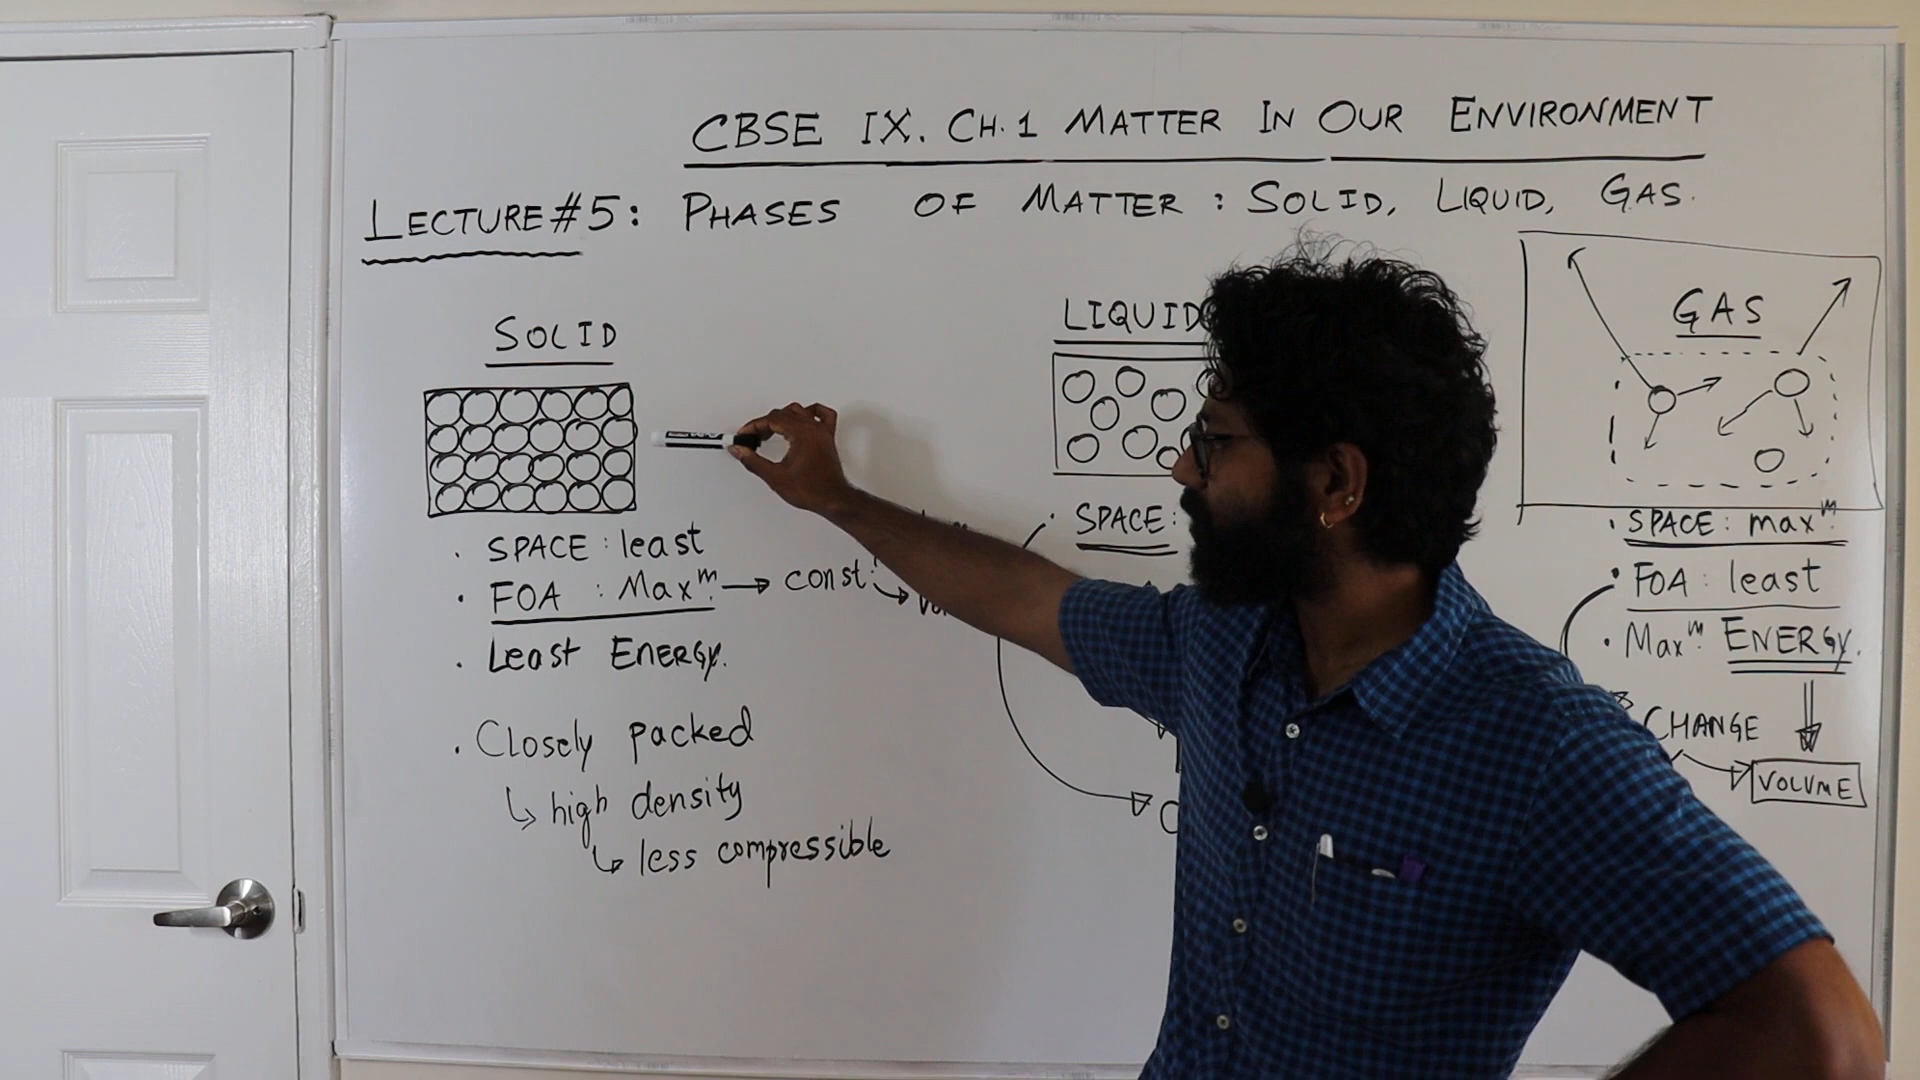 CBSE IX. CH.1 MATTER IN OUR ENVIRONMENT
LECTURE #5: PHASES OF MATTER : SOLID, LIQUID, GAS.
SOLID
. SPACE : least
. FOA : Maxᵐ. → const.
. Least ENERGY.
. Closely packed
↳ high density
↳ less compressible
LIQUID
. SPACE :
GAS
. SPACE : maxᵐ.
. FOA : least
. Maxᵐ. ENERGY.
CHANGE
VOLUME